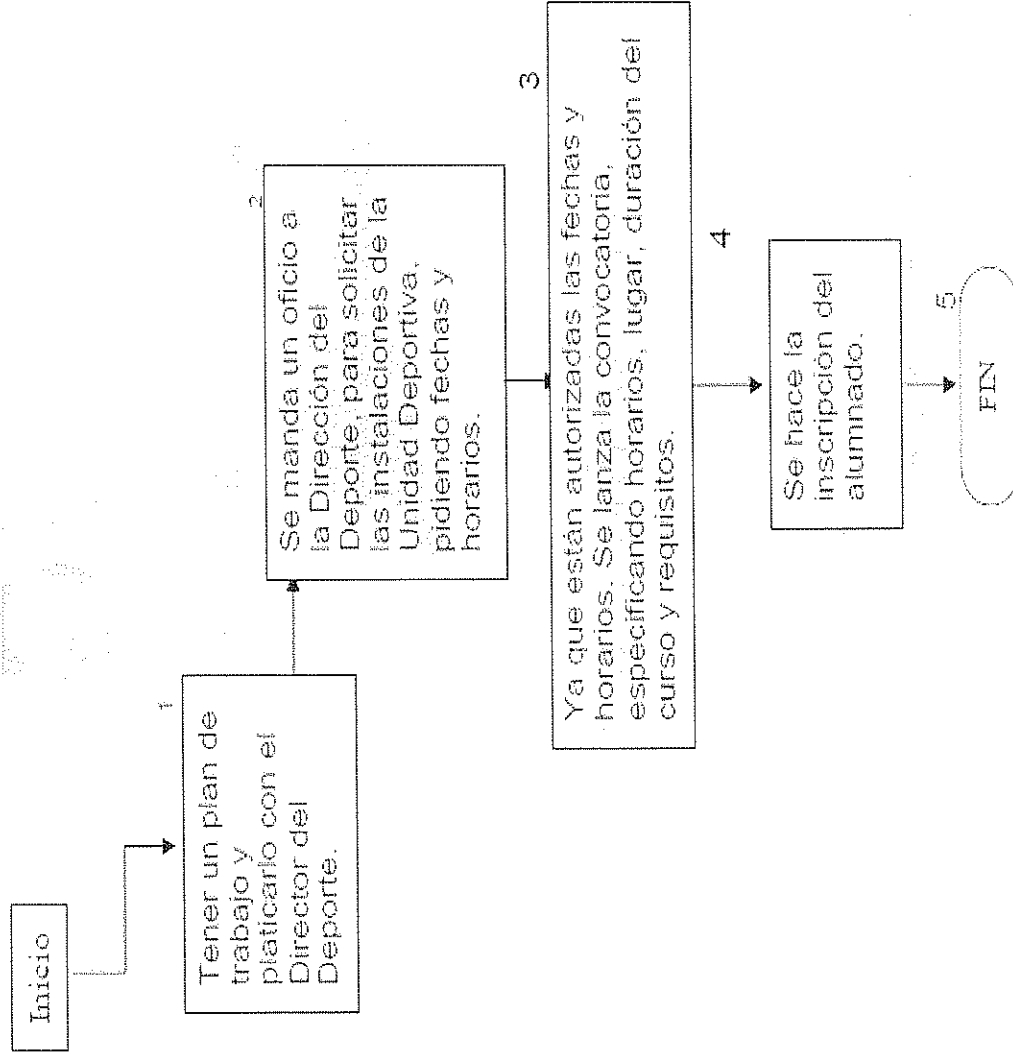 Inicio
1
Tener un plan de
trabajo y
platicarlo con el
Director del
Deporte.
2
Se manda un oficio a
la Dirección del
Deporte, para solicitar
las instalaciones de la
Unidad Deportiva,
pidiendo fechas y
horarios.
3
Ya que están autorizadas las fechas y
horarios. Se lanza la convocatoria,
especificando horarios, lugar, duración del
curso y requisitos.
4
Se hace la
inscripción del
alumnado.
5
FIN